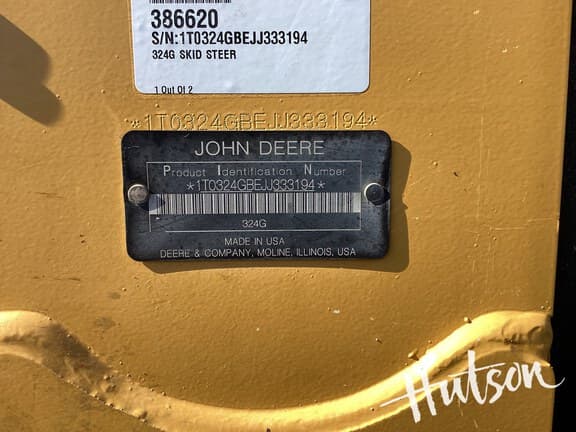 386620
S/N:1T0324GBEJJ333194
324G SKID STEER
1 Out Of 2
*1T0324GBEJJ333194*
JOHN DEERE
Product Identification Number
*1T0324GBEJJ333194*
324G
MADE IN USA
DEERE & COMPANY, MOLINE, ILLINOIS, USA
Hutson